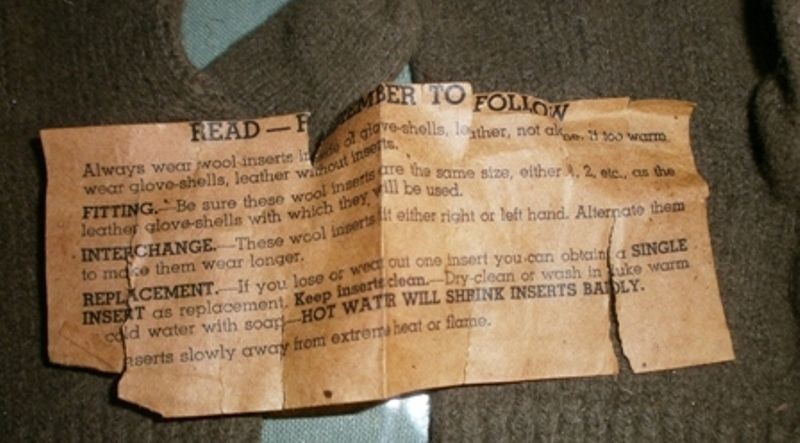 READ — REMEMBER TO FOLLOW
Always wear wool inserts inside of glove-shells, leather, not alone. If too warm
wear glove-shells, leather without inserts.
FITTING.—Be sure these wool inserts are the same size, either 1, 2, etc., as the
leather glove-shells with which they will be used.
INTERCHANGE.—These wool inserts fit either right or left hand. Alternate them
to make them wear longer.
REPLACEMENT.—If you lose or wear out one insert you can obtain a SINGLE
INSERT as replacement. Keep inserts clean.—Dry-clean or wash in luke warm
cold water with soap—HOT WATR WILL SHRINK INSERTS BADLY.
inserts slowly away from extreme heat or flame.